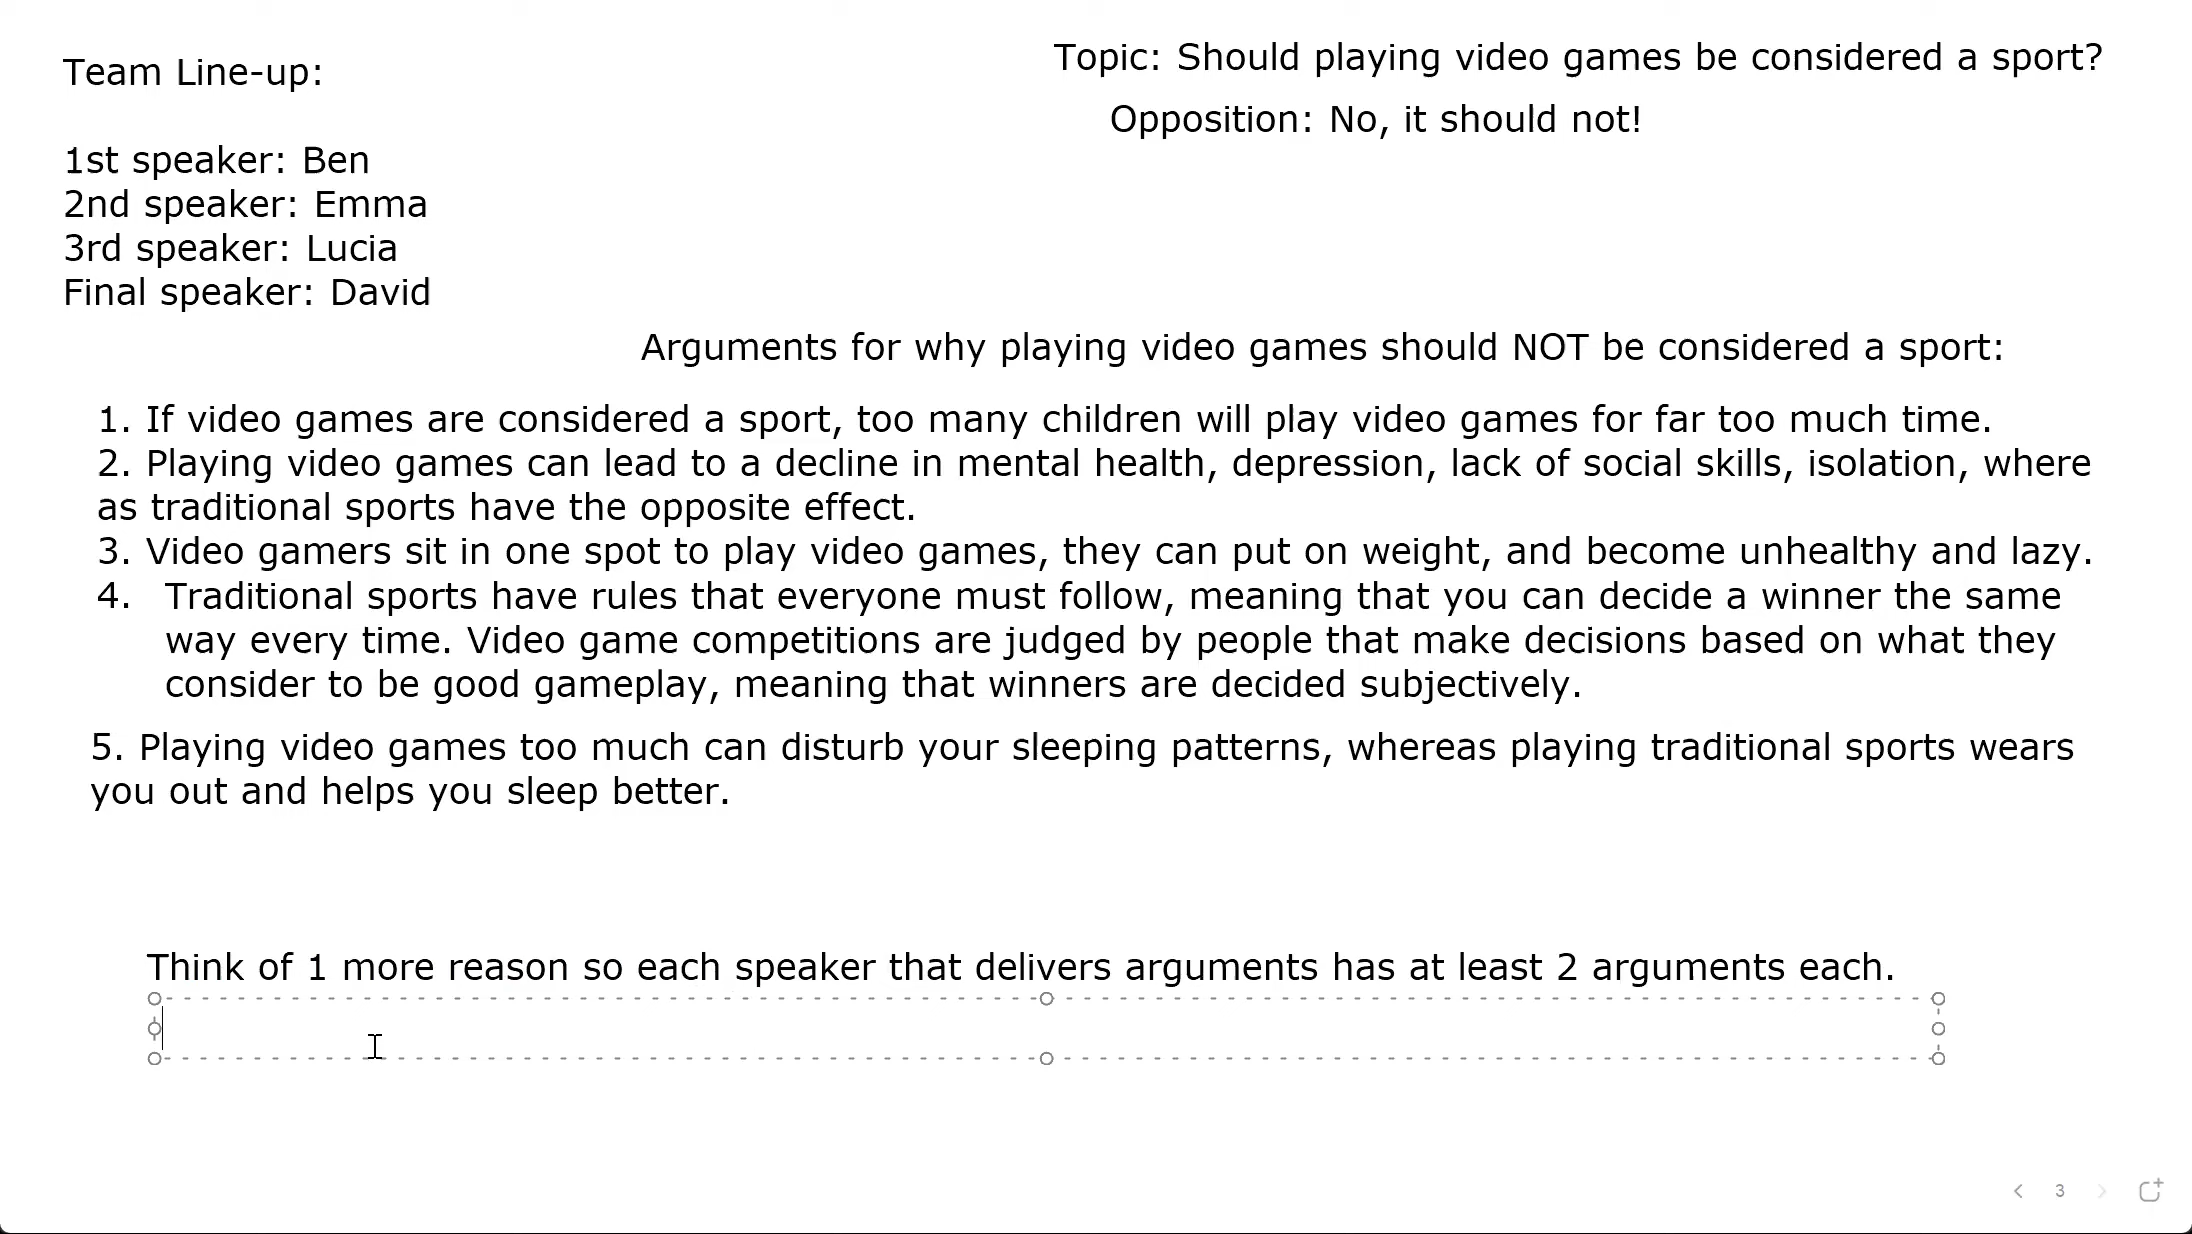 Team Line-up:
Topic: Should playing video games be considered a sport?
Opposition: No, it should not!
1st speaker: Ben
2nd speaker: Emma
3rd speaker: Lucia
Final speaker: David
Arguments for why playing video games should NOT be considered a sport:
1. If video games are considered a sport, too many children will play video games for far too much time.
2. Playing video games can lead to a decline in mental health, depression, lack of social skills, isolation, where
as traditional sports have the opposite effect.
3. Video gamers sit in one spot to play video games, they can put on weight, and become unhealthy and lazy.
4. Traditional sports have rules that everyone must follow, meaning that you can decide a winner the same
way every time. Video game competitions are judged by people that make decisions based on what they
consider to be good gameplay, meaning that winners are decided subjectively.
5. Playing video games too much can disturb your sleeping patterns, whereas playing traditional sports wears
you out and helps you sleep better.
Think of 1 more reason so each speaker that delivers arguments has at least 2 arguments each.
3